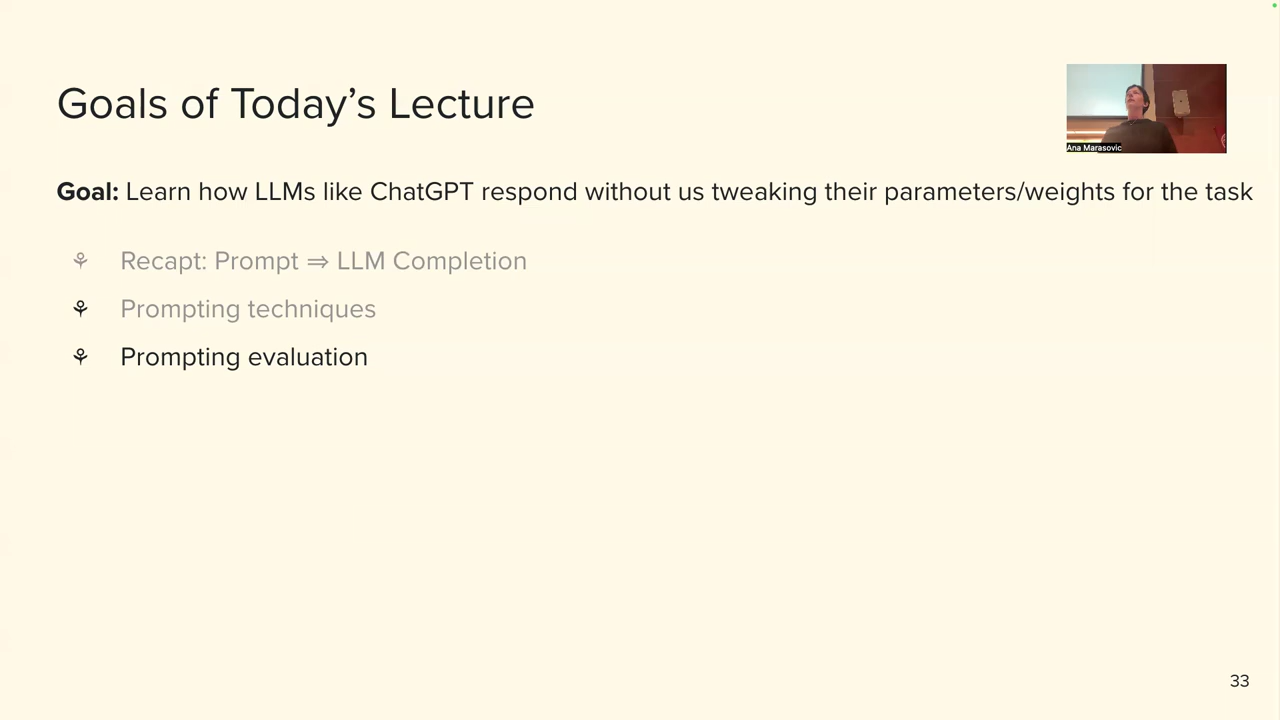 Goals of Today's Lecture
Ana Marasovic
Goal: Learn how LLMs like ChatGPT respond without us tweaking their parameters/weights for the task
Recapt: Prompt ⇒ LLM Completion
Prompting techniques
Prompting evaluation
33